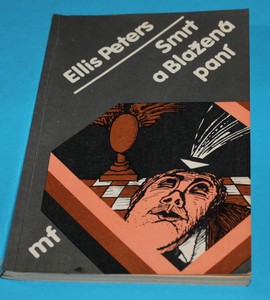 Ellis Peters
Smrt
a Blažená
paní
mf